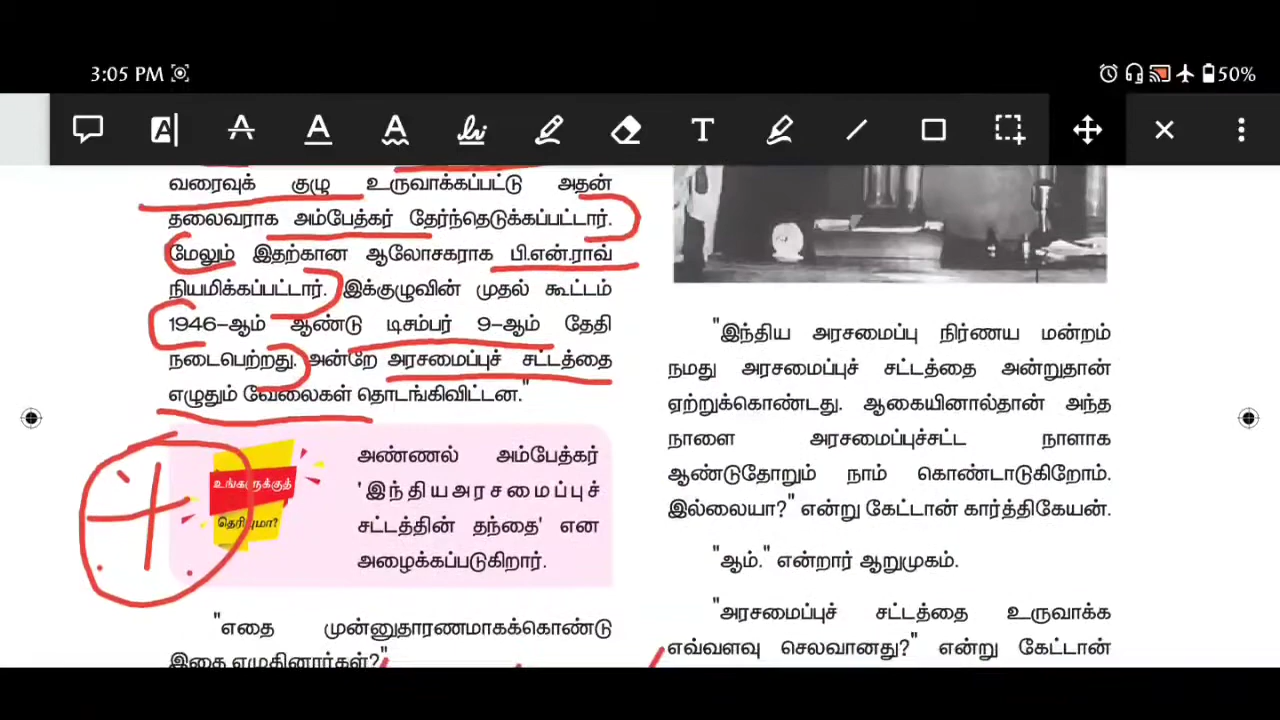 3:05 PM
50%
A
A
A
A
T
வரைவுக் குழு உருவாக்கப்பட்டு அதன்
தலைவராக அம்பேத்கர் தேர்ந்தெடுக்கப்பட்டார்.
மேலும் இதற்கான ஆலோசகராக பி.என்.ராவ்
நியமிக்கப்பட்டார். இக்குழுவின் முதல் கூட்டம்
1946-ஆம் ஆண்டு டிசம்பர் 9-ஆம் தேதி
நடைபெற்றது. அன்றே அரசமைப்புச் சட்டத்தை
எழுதும் வேலைகள் தொடங்கிவிட்டன."
உங்களுக்குத்
தெரியுமா?
அண்ணல் அம்பேத்கர்
'இந்தியஅரசமைப்புச்
சட்டத்தின் தந்தை' என
அழைக்கப்படுகிறார்.
"எதை முன்னுதாரணமாகக்கொண்டு
இதை எழுதினார்கள்?"
"இந்திய அரசமைப்பு நிர்ணய மன்றம்
நமது அரசமைப்புச் சட்டத்தை அன்றுதான்
ஏற்றுக்கொண்டது. ஆகையினால்தான் அந்த
நாளை அரசமைப்புச்சட்ட நாளாக
ஆண்டுதோறும் நாம் கொண்டாடுகிறோம்.
இல்லையா?" என்று கேட்டான் கார்த்திகேயன்.
"ஆம்." என்றார் ஆறுமுகம்.
"அரசமைப்புச் சட்டத்தை உருவாக்க
எவ்வளவு செலவானது?" என்று கேட்டான்